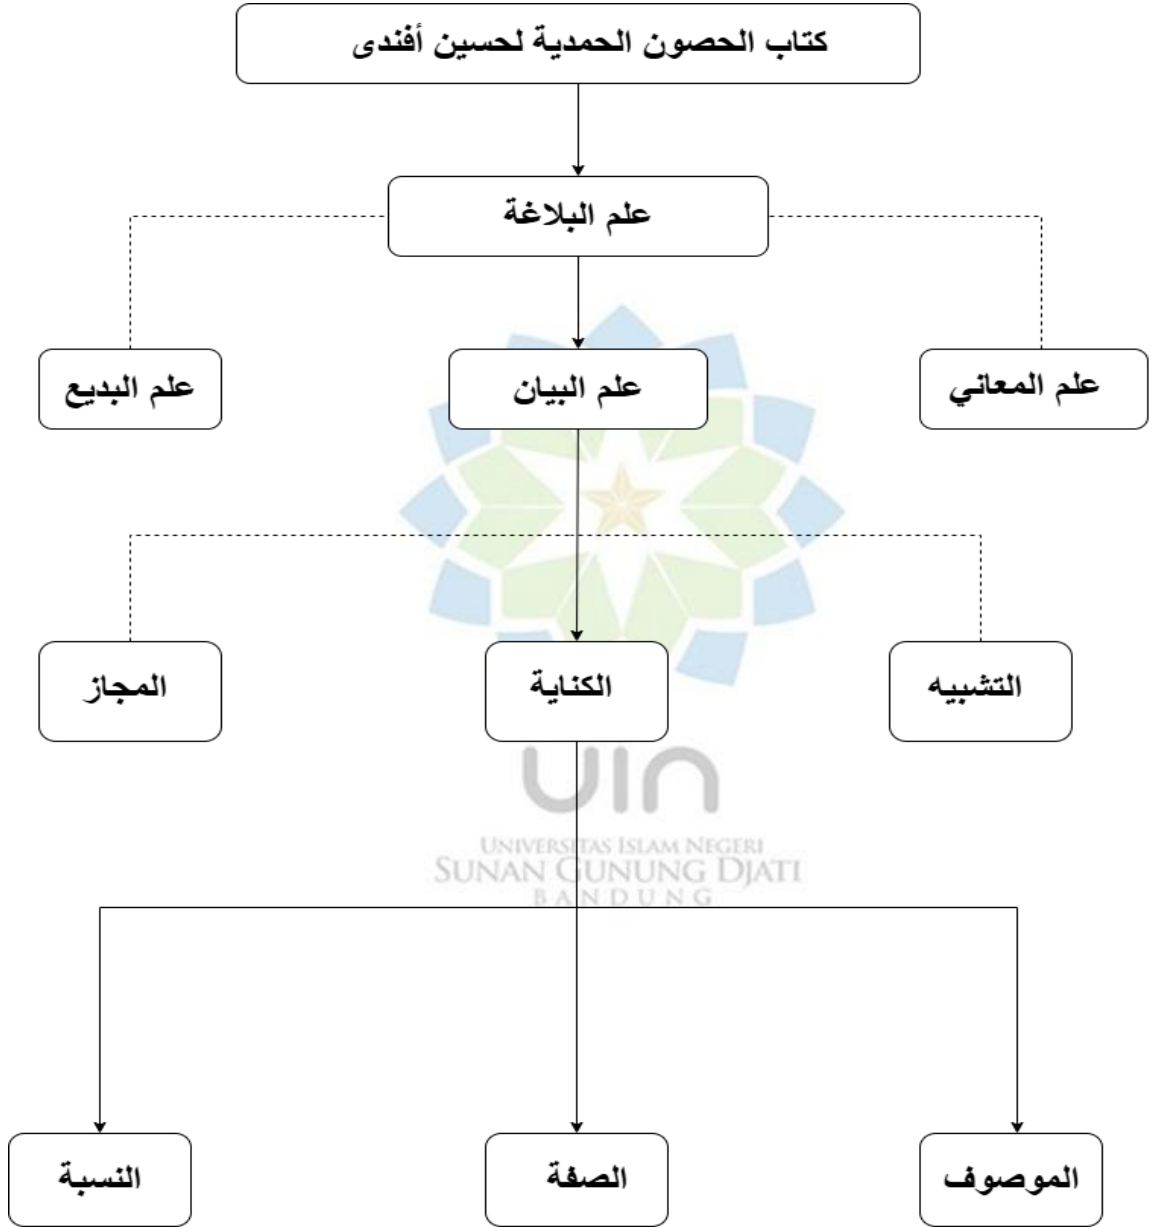 كتاب الحصون الحمدية لحسين أفندى
علم البلاغة
علم المعاني
علم البيان
علم البديع
التشبيه
الكناية
المجاز
uin
UNIVERSITAS ISLAM NEGERI
SUNAN GUNUNG DJATI
BANDUNG
الموصوف
الصفة
النسبة